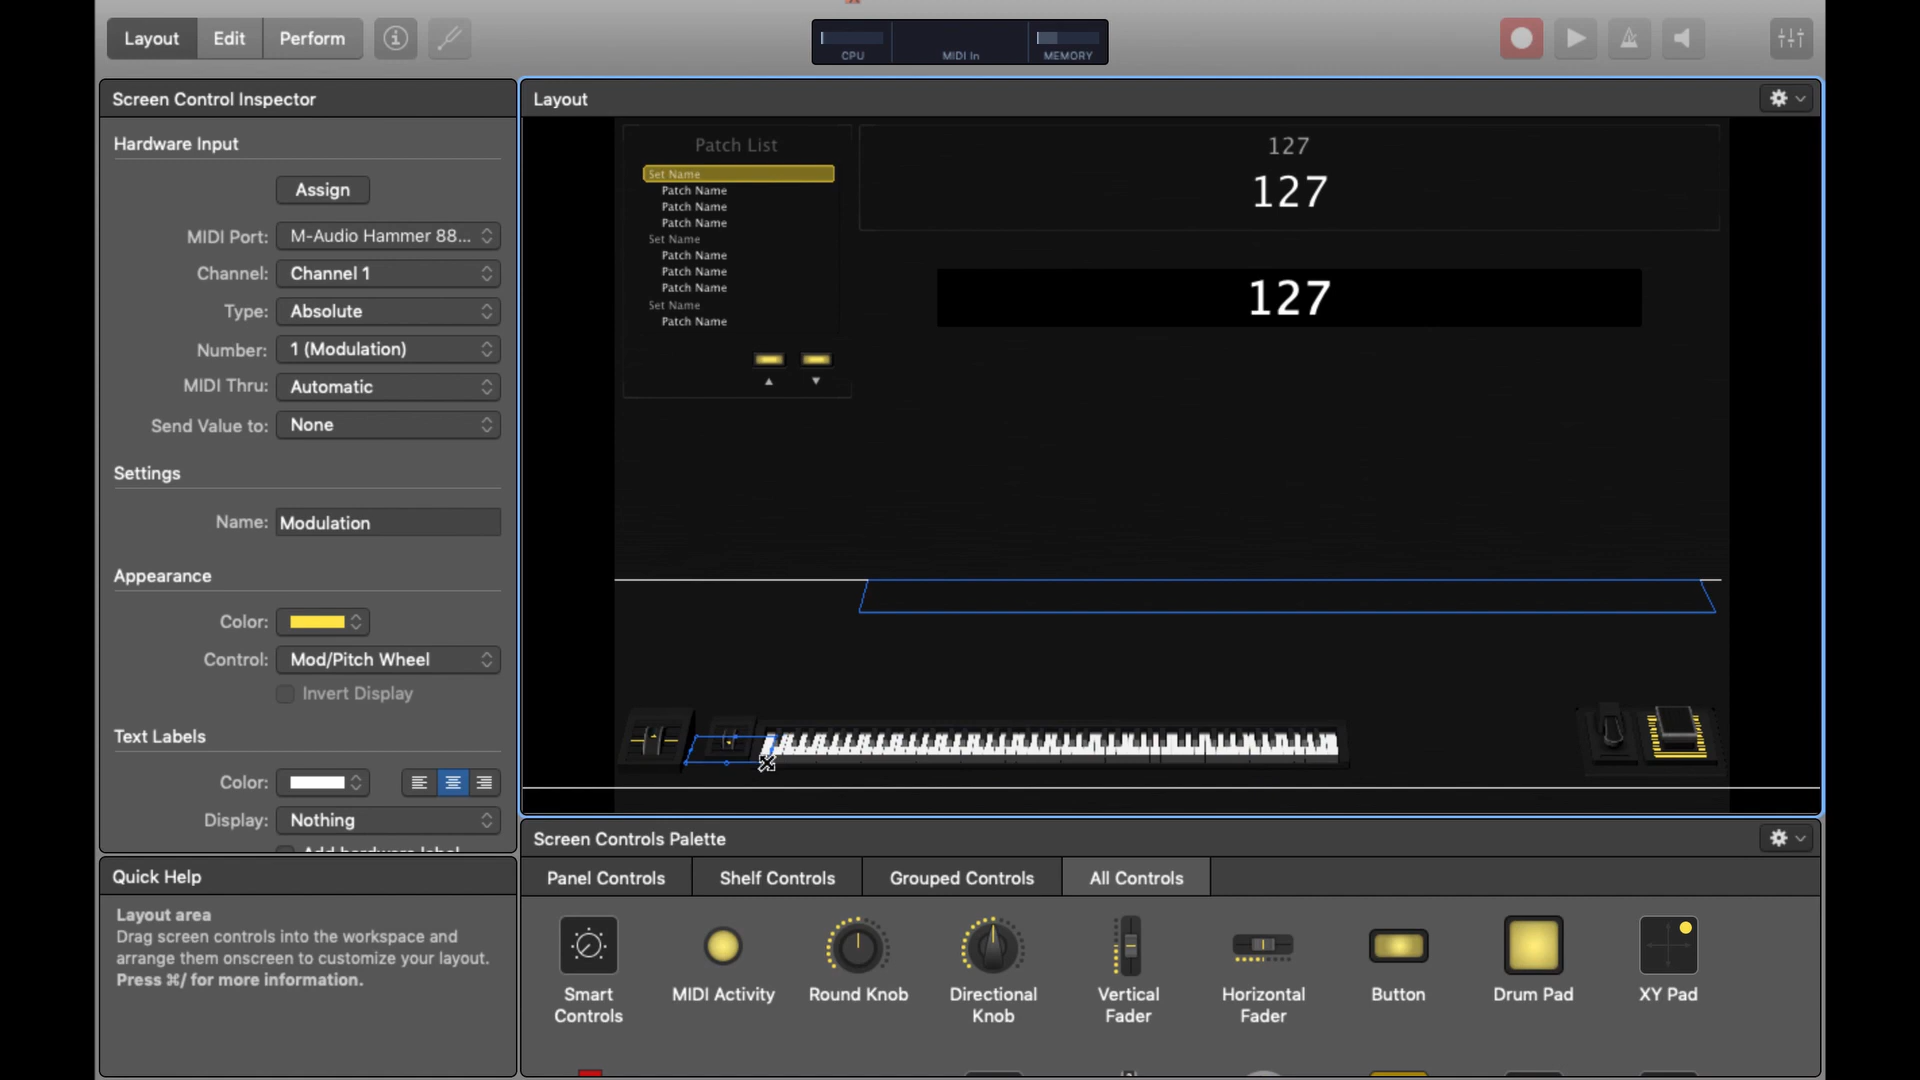 Layout
Edit
Perform
CPU
MIDI In
MEMORY
Screen Control Inspector
Hardware Input
Assign
MIDI Port: M-Audio Hammer 88...
Channel: Channel 1
Type: Absolute
Number: 1 (Modulation)
MIDI Thru: Automatic
Send Value to: None
Settings
Name: Modulation
Appearance
Color:
Control: Mod/Pitch Wheel
Invert Display
Text Labels
Color:
Display: Nothing
Add hardware label
Quick Help
Layout area
Drag screen controls into the workspace and
arrange them onscreen to customize your layout.
Press ⌘/ for more information.
Layout
Patch List
Set Name
Patch Name
Patch Name
Patch Name
Set Name
Patch Name
Patch Name
Patch Name
Set Name
Patch Name
127
127
127
Screen Controls Palette
Panel Controls
Shelf Controls
Grouped Controls
All Controls
Smart
Controls
MIDI Activity
Round Knob
Directional
Knob
Vertical
Fader
Horizontal
Fader
Button
Drum Pad
XY Pad